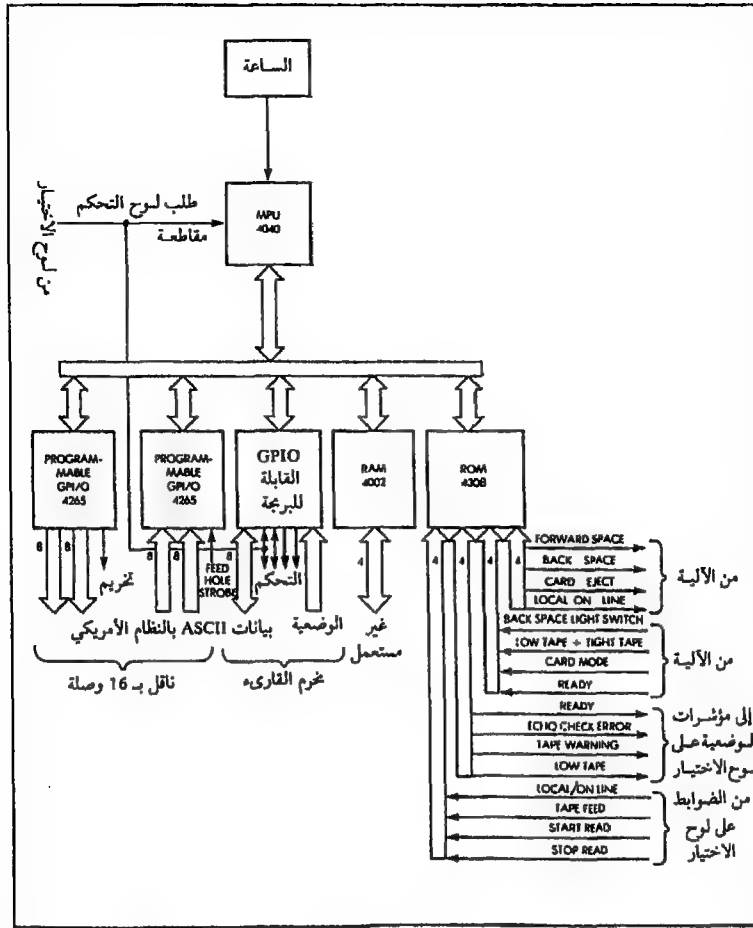 الساعة
MPU
4040
طلب لوح التحكم
مقاطعة
من لوح الاختيار
PROGRAM-
MABLE
GPI/O
4265
PROGRAM-
MABLE
GPI/O
4265
GPIO
القابلة
للبرمجة
RAM
4002
ROM
4308
8
8
تخريم
8
8
FEED
HOLE
STROBE
8
التحكم
الوضعية
4
غير
مستعمل
بيانات ASCII بالنظام الأمريكي
ناقل بـ 16 وصلة
مخرم القارىء
4
4
4
4
FORWARD SPACE
BACK SPACE
CARD EJECT
LOCAL ON LINE
من الآلية
BACK SPACE LIGHT SWITCH
LOW TAPE + TIGHT TAPE
CARD MODE
READY
من الآلية
READY
ECHO CHECK ERROR
TAPE WARNING
LOW TAPE
إلى مؤشرات
الوضعية على
لوح الاختيار
LOCAL/ON LINE
TAPE FEED
START READ
STOP READ
من الضوابط
على لوح
الاختيار